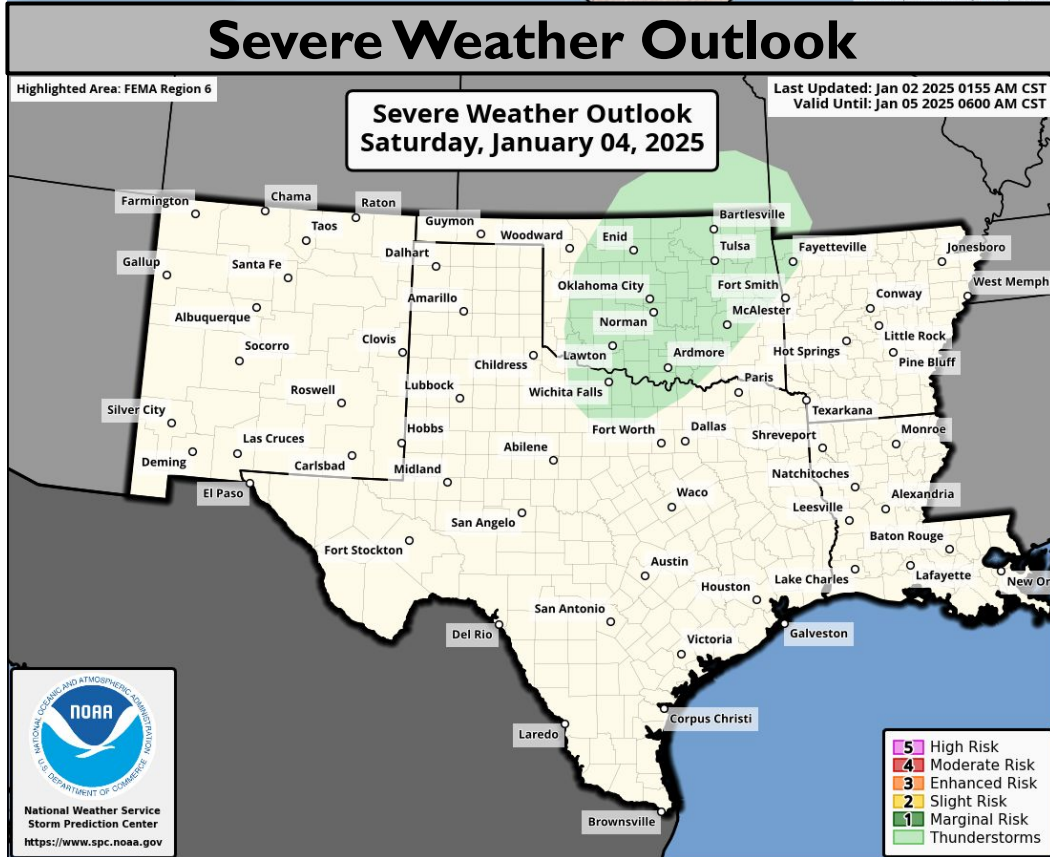 Severe Weather Outlook
Highlighted Area: FEMA Region 6
Last Updated: Jan 02 2025 0155 AM CST
Valid Until: Jan 05 2025 0600 AM CST
Severe Weather Outlook
Saturday, January 04, 2025
Farmington
Chama
Raton
Taos
Guymon
Woodward
Enid
Bartlesville
Tulsa
Fayetteville
Jonesboro
Gallup
Santa Fe
Dalhart
Oklahoma City
Fort Smith
West Memph
Albuquerque
Amarillo
Norman
McAlester
Conway
Socorro
Clovis
Childress
Lawton
Ardmore
Hot Springs
Little Rock
Pine Bluff
Roswell
Lubbock
Wichita Falls
Paris
Texarkana
Silver City
Las Cruces
Hobbs
Abilene
Fort Worth
Dallas
Shreveport
Monroe
Deming
Carlsbad
Midland
Natchitoches
El Paso
San Angelo
Waco
Leesville
Alexandria
Fort Stockton
Baton Rouge
Austin
Houston
Lake Charles
Lafayette
New Or
San Antonio
Del Rio
Victoria
Galveston
Corpus Christi
Laredo
Brownsville
NATIONAL OCEANIC AND ATMOSPHERIC ADMINISTRATION
NOAA
U.S. DEPARTMENT OF COMMERCE
National Weather Service
Storm Prediction Center
https://www.spc.noaa.gov
5 High Risk
4 Moderate Risk
3 Enhanced Risk
2 Slight Risk
1 Marginal Risk
Thunderstorms